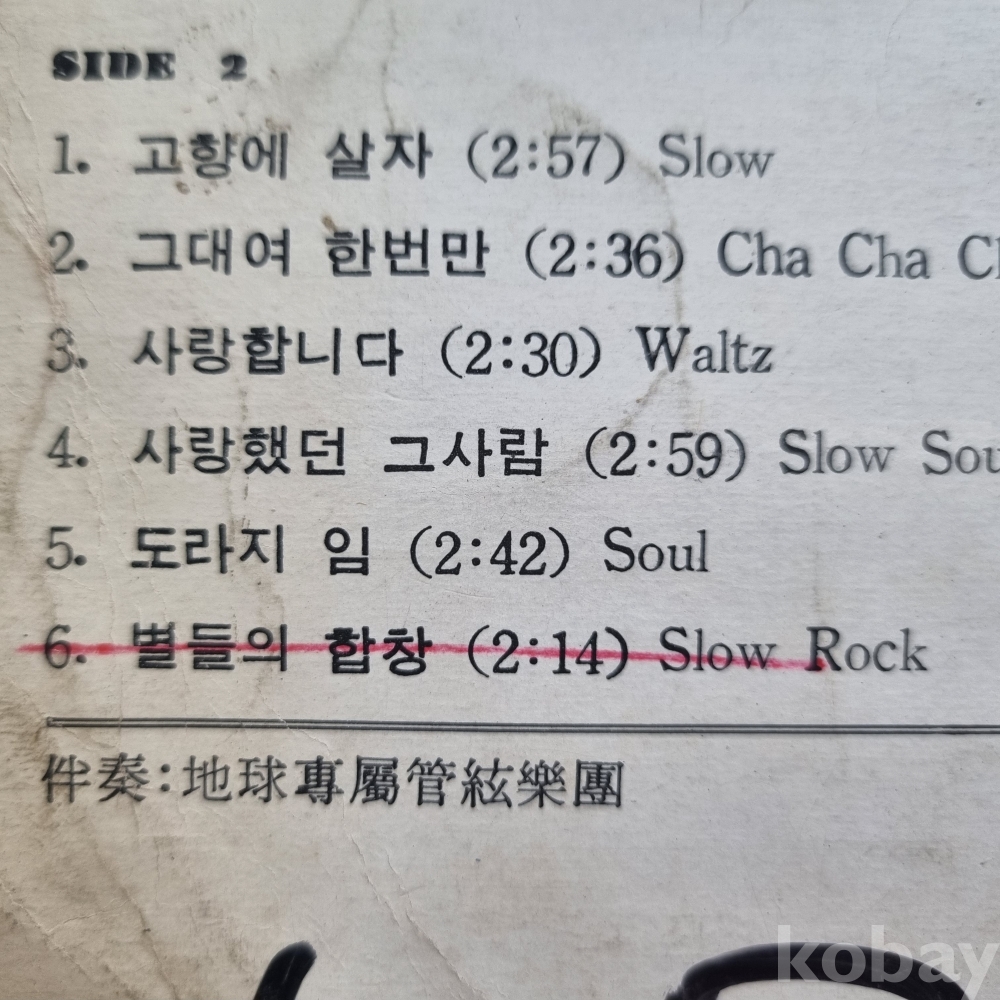 SIDE 2
1. 고향에 살자 (2:57) Slow
2. 그대여 한번만 (2:36) Cha Cha
3. 사랑합니다 (2:30) Waltz
4. 사랑했던 그사람 (2:59) Slow
5. 도라지 임 (2:42) Soul
6. 별들의 합창 (2:14) Slow Rock
伴奏:地球專屬管絃樂團
kobay